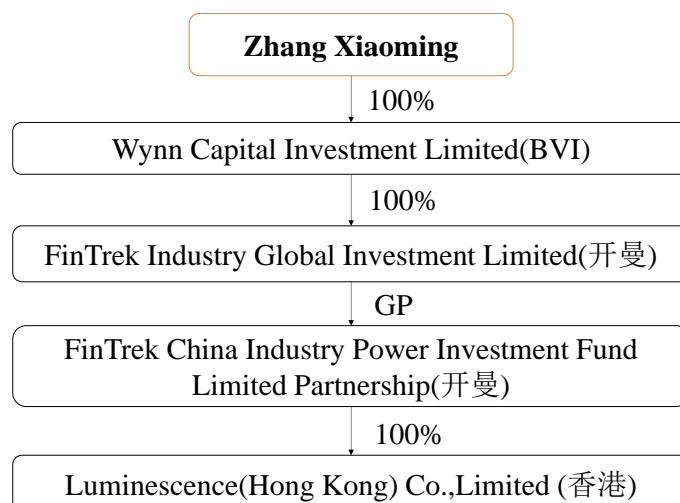 Zhang Xiaoming
100%
Wynn Capital Investment Limited(BVI)
100%
FinTrek Industry Global Investment Limited(开曼)
GP
FinTrek China Industry Power Investment Fund
Limited Partnership(开曼)
100%
Luminescence(Hong Kong) Co.,Limited (香港)